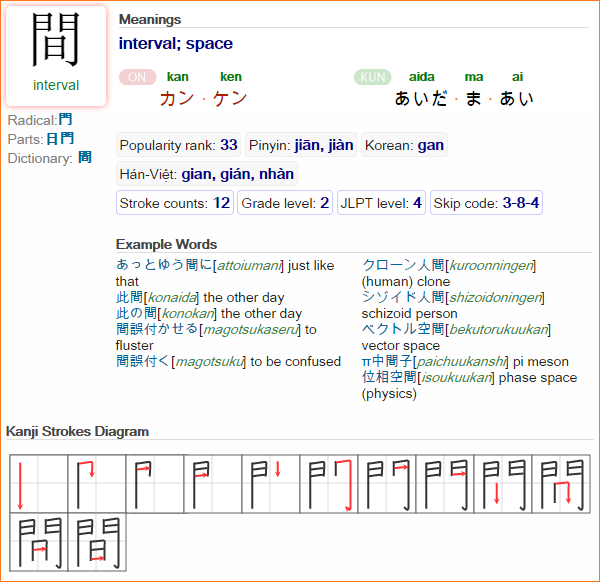 間
interval
Radical:門
Parts: 日 門
Dictionary: 間
Meanings
interval; space
ON kan ken
カン · ケン
KUN aida ma ai
あいだ · ま · あい
Popularity rank: 33 Pinyin: jiān, jiàn Korean: gan
Hán-Việt: gian, gián, nhàn
Stroke counts: 12 Grade level: 2 JLPT level: 4 Skip code: 3-8-4
Example Words
あっとゆう間に[attoiumani] just like
that
此間[konaida] the other day
此の間[konokan] the other day
間誤付かせる[magotsukaseru] to
fluster
間誤付く[magotsuku] to be confused
クローン人間[kuroonningen]
(human) clone
シゾイド人間[shizoidoningen]
schizoid person
ベクトル空間[bekutorukuukan]
vector space
π中間子[paichuukanshi] pi meson
位相空間[isoukuukan] phase space
(physics)
Kanji Strokes Diagram